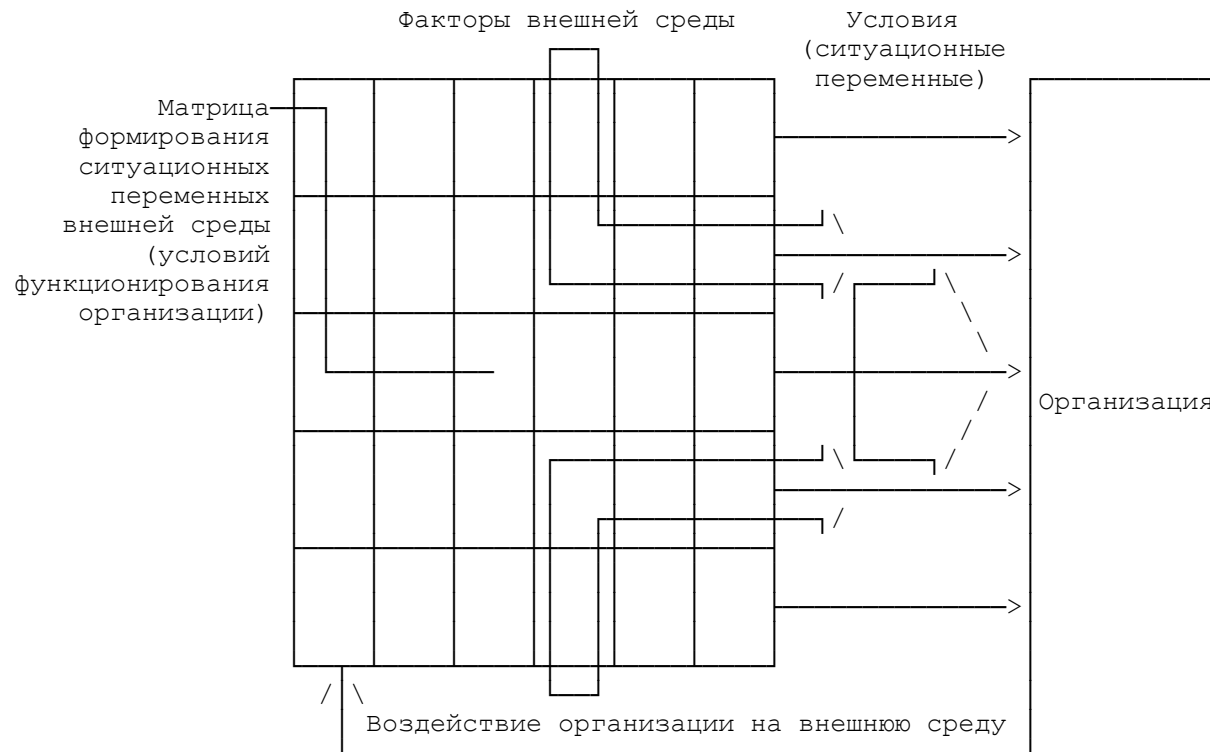 Факторы внешней среды
Условия
(ситуационные
переменные)
Матрица
формирования
ситуационных
переменных
внешней среды
(условий
функционирования
организации)
Организация
Воздействие организации на внешнюю среду